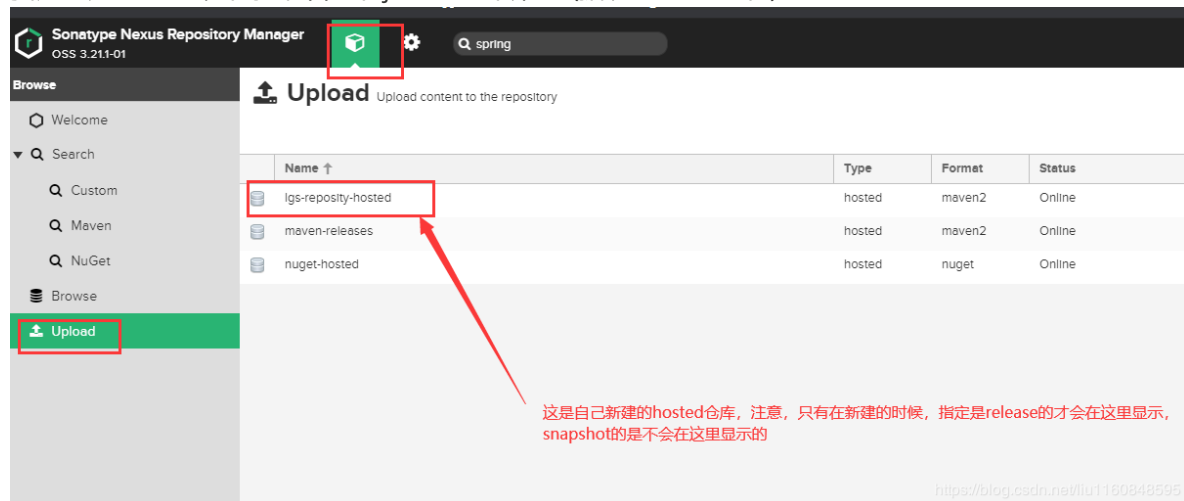 Sonatype Nexus Repository Manager
OSS 3.21.1-01
spring
Browse
Upload Upload content to the repository
Welcome
Search
Name ↑ Type Format Status
Custom
lgs-reposity-hosted hosted maven2 Online
Maven
maven-releases hosted maven2 Online
NuGet
nuget-hosted hosted nuget Online
Browse
Upload
这是自己新建的hosted仓库，注意，只有在新建的时候，指定是release的才会在这里显示，
snapshot的是不会在这里显示的
https://blog.csdn.net/liu1160848595